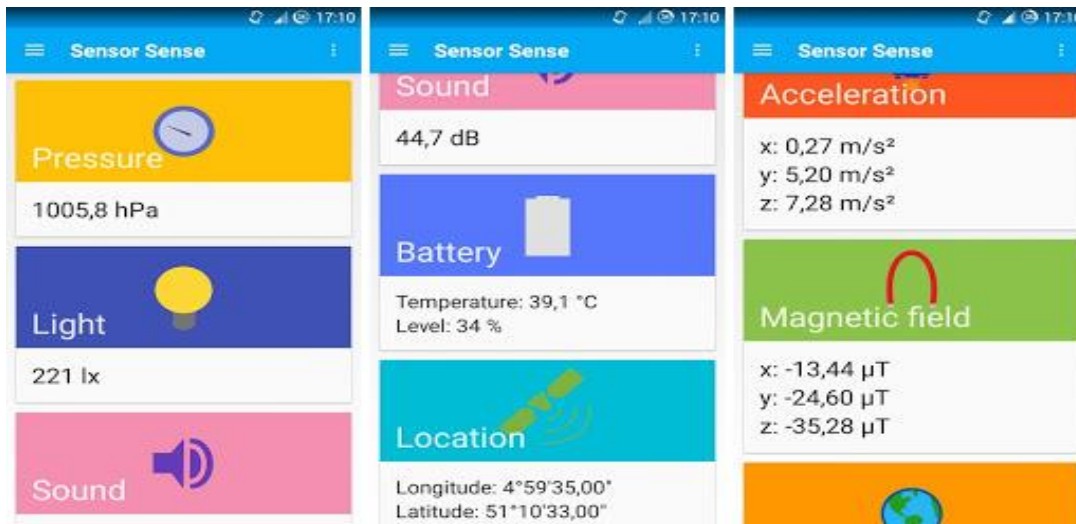 17:10
Sensor Sense
Pressure
1005,8 hPa
Light
221 lx
Sound
17:10
Sensor Sense
Sound
44,7 dB
Battery
Temperature: 39,1 °C
Level: 34 %
Location
Longitude: 4°59'35,00"
Latitude: 51°10'33,00"
17:10
Sensor Sense
Acceleration
x: 0,27 m/s²
y: 5,20 m/s²
z: 7,28 m/s²
Magnetic field
x: -13,44 µT
y: -24,60 µT
z: -35,28 µT